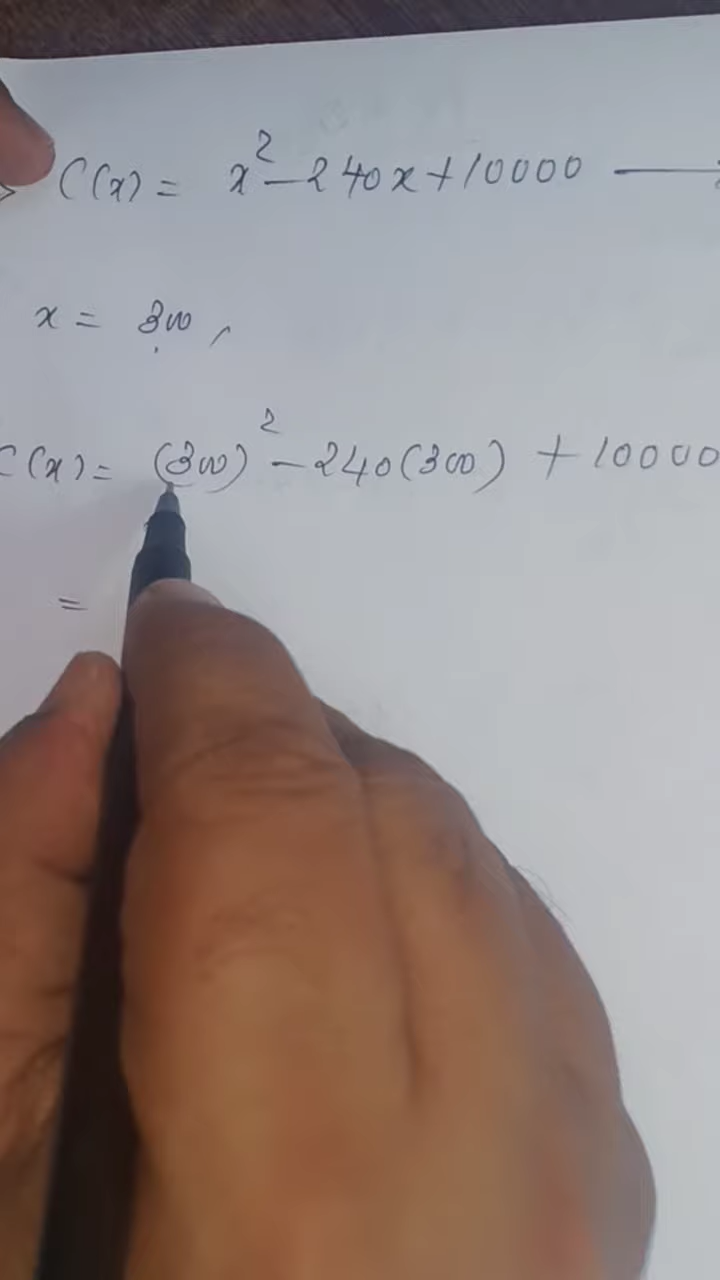 C(x) = x² - 240x + 10000 —
x = 300,
C(x) = (300)² - 240(300) + 10000
=